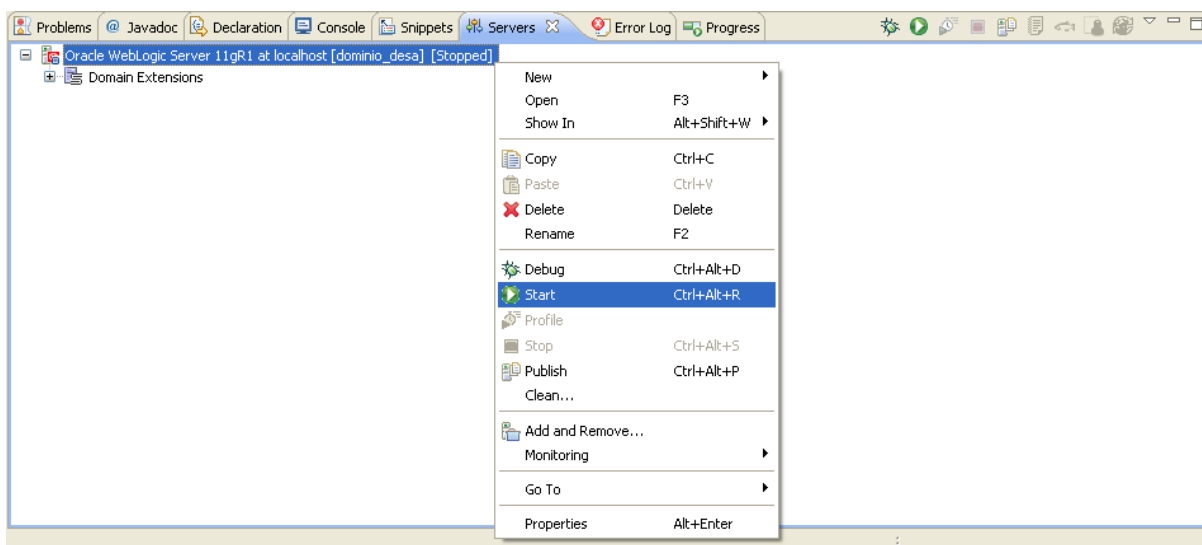 Problems @ Javadoc Declaration Console Snippets Servers Error Log Progress
Oracle WebLogic Server 11gR1 at localhost [dominio_desa] [Stopped]
Domain Extensions
New
Open F3
Show In Alt+Shift+W
Copy Ctrl+C
Paste Ctrl+V
Delete Delete
Rename F2
Debug Ctrl+Alt+D
Start Ctrl+Alt+R
Profile
Stop Ctrl+Alt+S
Publish Ctrl+Alt+P
Clean...
Add and Remove...
Monitoring
Go To
Properties Alt+Enter